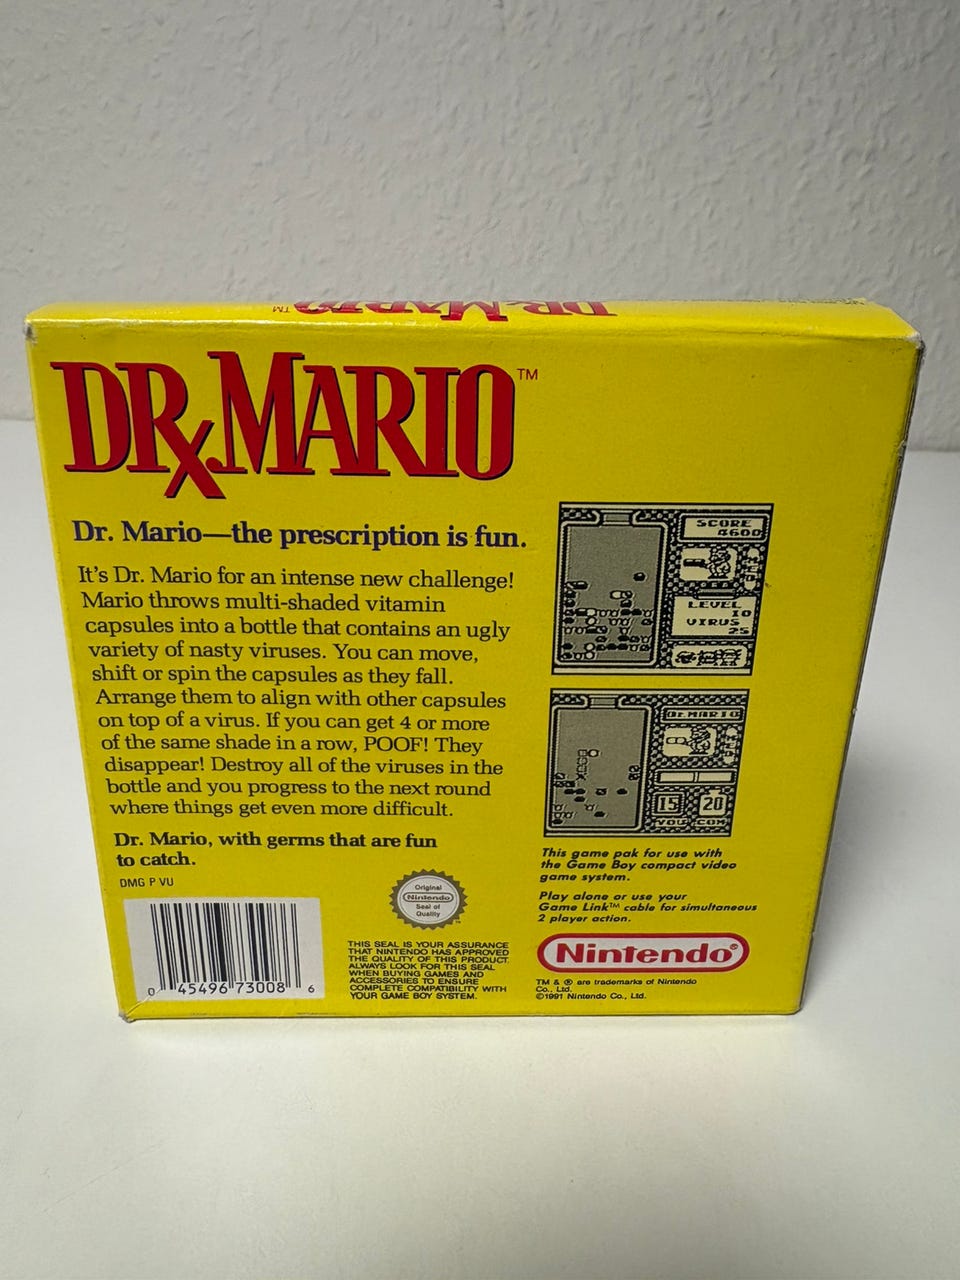 DR. MARIO™
DRx.MARIO™
Dr. Mario—the prescription is fun.
It's Dr. Mario for an intense new challenge!
Mario throws multi-shaded vitamin
capsules into a bottle that contains an ugly
variety of nasty viruses. You can move,
shift or spin the capsules as they fall.
Arrange them to align with other capsules
on top of a virus. If you can get 4 or more
of the same shade in a row, POOF! They
disappear! Destroy all of the viruses in the
bottle and you progress to the next round
where things get even more difficult.
Dr. Mario, with germs that are fun
to catch.
DMG P VU
0 45496 73008 6
Original
Nintendo
Seal of
Quality
THIS SEAL IS YOUR ASSURANCE
THAT NINTENDO HAS APPROVED
THE QUALITY OF THIS PRODUCT.
ALWAYS LOOK FOR THIS SEAL
WHEN BUYING GAMES AND
ACCESSORIES TO ENSURE
COMPLETE COMPATIBILITY WITH
YOUR GAME BOY SYSTEM.
SCORE
4600
LEVEL
10
VIRUS
25
Dr. MARIO
15 20
YOU COM
This game pak for use with
the Game Boy compact video
game system.
Play alone or use your
Game Link™ cable for simultaneous
2 player action.
Nintendo®
TM & ® are trademarks of Nintendo
Co., Ltd.
©1991 Nintendo Co., Ltd.